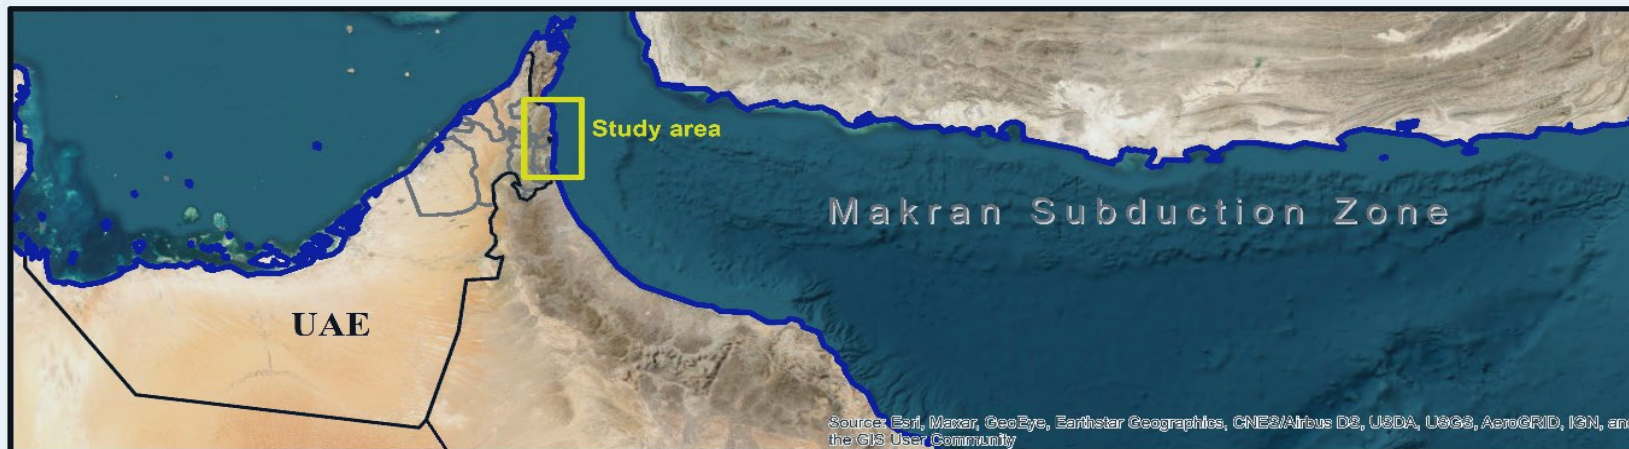 Study area
Makran Subduction Zone
UAE
Source: Esri, Maxar, GeoEye, Earthstar Geographics, CNES/Airbus DS, USDA, USGS, AeroGRID, IGN, and
the GIS User Community